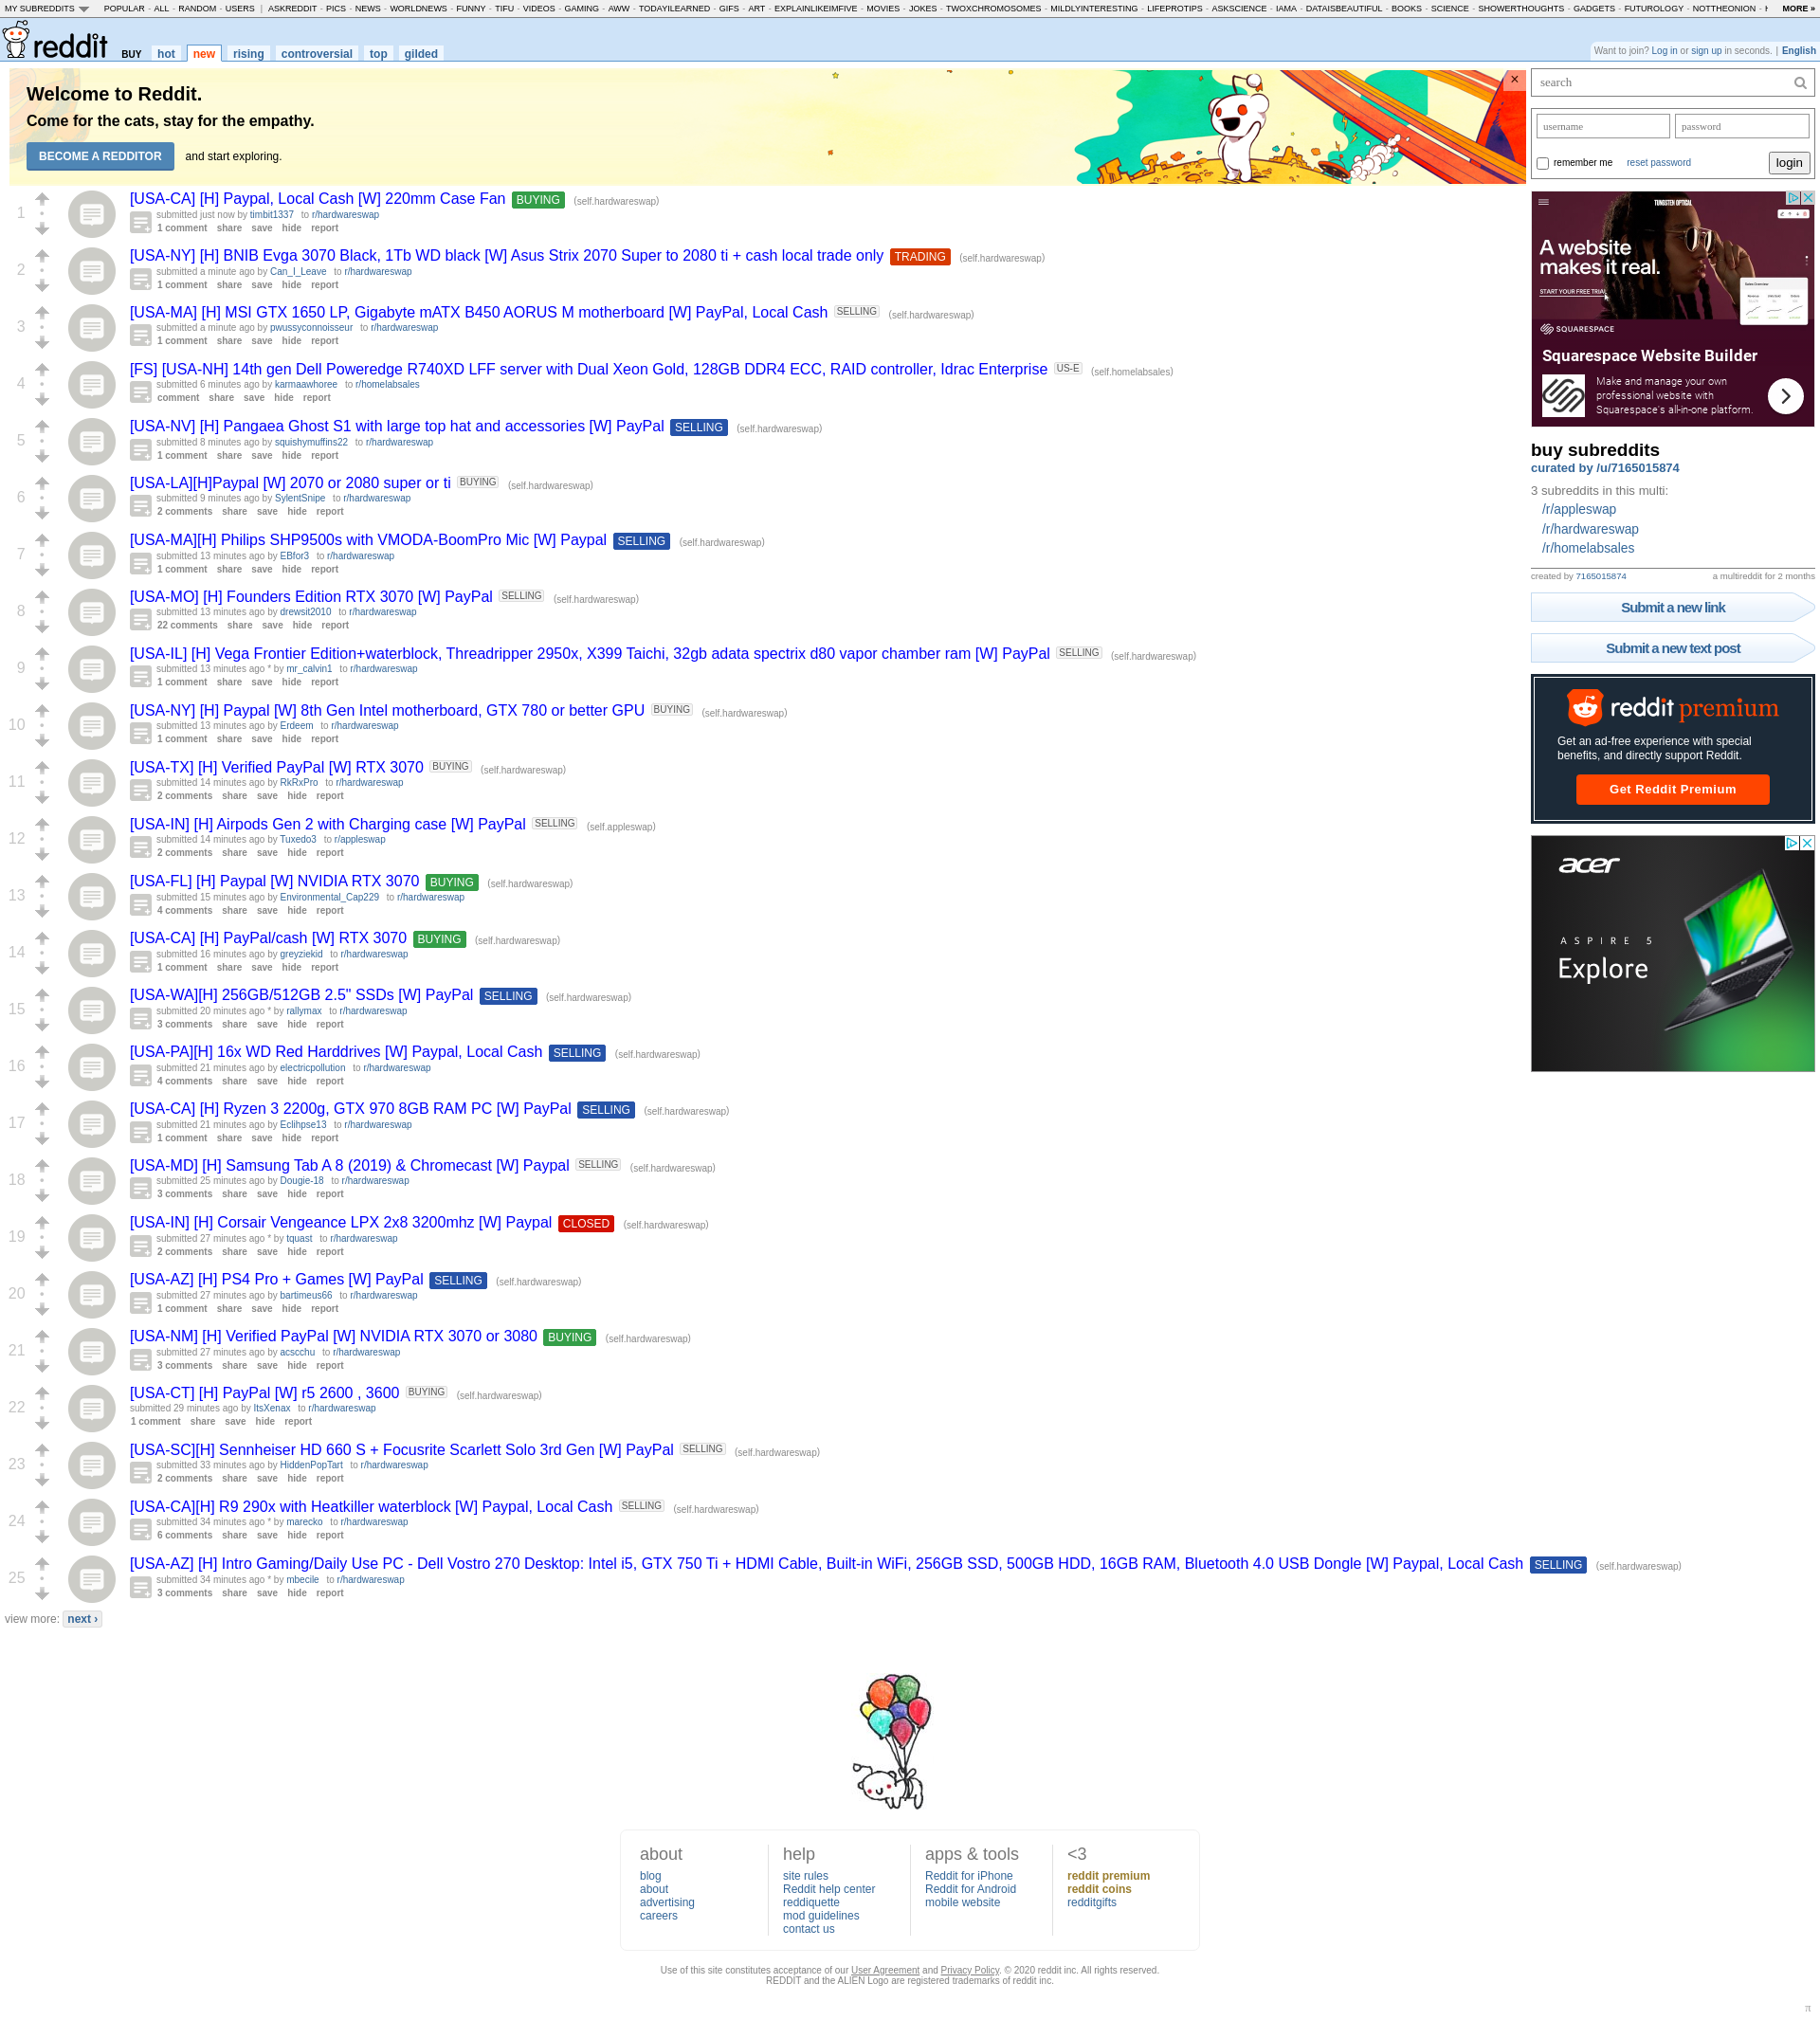 MY SUBREDDITS POPULAR - ALL - RANDOM - USERS | ASKREDDIT - PICS - NEWS - WORLDNEWS - FUNNY - TIFU - VIDEOS - GAMING - AWW - TODAYILEARNED - GIFS - ART - EXPLAINLIKEIMFIVE - MOVIES - JOKES - TWOXCHROMOSOMES - MILDLYINTERESTING - LIFEPROTIPS - ASKSCIENCE - IAMA - DATAISBEAUTIFUL - BOOKS - SCIENCE - SHOWERTHOUGHTS - GADGETS - FUTUROLOGY - NOTTHEONION - MORE »
reddit BUY hot new rising controversial top gilded
Want to join? Log in or sign up in seconds. | English
Welcome to Reddit.
Come for the cats, stay for the empathy.
BECOME A REDDITOR and start exploring.
×
search
username password
remember me reset password login
1 [USA-CA] [H] Paypal, Local Cash [W] 220mm Case Fan BUYING (self.hardwareswap)
submitted just now by timbit1337 to r/hardwareswap
1 comment share save hide report
2 [USA-NY] [H] BNIB Evga 3070 Black, 1Tb WD black [W] Asus Strix 2070 Super to 2080 ti + cash local trade only TRADING (self.hardwareswap)
submitted a minute ago by Can_I_Leave to r/hardwareswap
1 comment share save hide report
3 [USA-MA] [H] MSI GTX 1650 LP, Gigabyte mATX B450 AORUS M motherboard [W] PayPal, Local Cash SELLING (self.hardwareswap)
submitted a minute ago by pwussyconnoisseur to r/hardwareswap
1 comment share save hide report
4 [FS] [USA-NH] 14th gen Dell Poweredge R740XD LFF server with Dual Xeon Gold, 128GB DDR4 ECC, RAID controller, Idrac Enterprise US-E (self.homelabsales)
submitted 6 minutes ago by karmaawhoree to r/homelabsales
comment share save hide report
5 [USA-NV] [H] Pangaea Ghost S1 with large top hat and accessories [W] PayPal SELLING (self.hardwareswap)
submitted 8 minutes ago by squishymuffins22 to r/hardwareswap
1 comment share save hide report
6 [USA-LA][H]Paypal [W] 2070 or 2080 super or ti BUYING (self.hardwareswap)
submitted 9 minutes ago by SylentSnipe to r/hardwareswap
2 comments share save hide report
7 [USA-MA][H] Philips SHP9500s with VMODA-BoomPro Mic [W] Paypal SELLING (self.hardwareswap)
submitted 13 minutes ago by EBfor3 to r/hardwareswap
1 comment share save hide report
8 [USA-MO] [H] Founders Edition RTX 3070 [W] PayPal SELLING (self.hardwareswap)
submitted 13 minutes ago by drewsit2010 to r/hardwareswap
22 comments share save hide report
9 [USA-IL] [H] Vega Frontier Edition+waterblock, Threadripper 2950x, X399 Taichi, 32gb adata spectrix d80 vapor chamber ram [W] PayPal SELLING (self.hardwareswap)
submitted 13 minutes ago * by mr_calvin1 to r/hardwareswap
1 comment share save hide report
10 [USA-NY] [H] Paypal [W] 8th Gen Intel motherboard, GTX 780 or better GPU BUYING (self.hardwareswap)
submitted 13 minutes ago by Erdeem to r/hardwareswap
1 comment share save hide report
11 [USA-TX] [H] Verified PayPal [W] RTX 3070 BUYING (self.hardwareswap)
submitted 14 minutes ago by RkRxPro to r/hardwareswap
2 comments share save hide report
12 [USA-IN] [H] Airpods Gen 2 with Charging case [W] PayPal SELLING (self.appleswap)
submitted 14 minutes ago by Tuxedo3 to r/appleswap
2 comments share save hide report
13 [USA-FL] [H] Paypal [W] NVIDIA RTX 3070 BUYING (self.hardwareswap)
submitted 15 minutes ago by Environmental_Cap229 to r/hardwareswap
4 comments share save hide report
14 [USA-CA] [H] PayPal/cash [W] RTX 3070 BUYING (self.hardwareswap)
submitted 16 minutes ago by greyziekid to r/hardwareswap
1 comment share save hide report
15 [USA-WA][H] 256GB/512GB 2.5" SSDs [W] PayPal SELLING (self.hardwareswap)
submitted 20 minutes ago * by rallymax to r/hardwareswap
3 comments share save hide report
16 [USA-PA][H] 16x WD Red Harddrives [W] Paypal, Local Cash SELLING (self.hardwareswap)
submitted 21 minutes ago by electricpollution to r/hardwareswap
4 comments share save hide report
17 [USA-CA] [H] Ryzen 3 2200g, GTX 970 8GB RAM PC [W] PayPal SELLING (self.hardwareswap)
submitted 21 minutes ago by Eclihpse13 to r/hardwareswap
1 comment share save hide report
18 [USA-MD] [H] Samsung Tab A 8 (2019) & Chromecast [W] Paypal SELLING (self.hardwareswap)
submitted 25 minutes ago by Dougie-18 to r/hardwareswap
3 comments share save hide report
19 [USA-IN] [H] Corsair Vengeance LPX 2x8 3200mhz [W] Paypal CLOSED (self.hardwareswap)
submitted 27 minutes ago * by tquast to r/hardwareswap
2 comments share save hide report
20 [USA-AZ] [H] PS4 Pro + Games [W] PayPal SELLING (self.hardwareswap)
submitted 27 minutes ago by bartimeus66 to r/hardwareswap
1 comment share save hide report
21 [USA-NM] [H] Verified PayPal [W] NVIDIA RTX 3070 or 3080 BUYING (self.hardwareswap)
submitted 27 minutes ago by acscchu to r/hardwareswap
3 comments share save hide report
22 [USA-CT] [H] PayPal [W] r5 2600 , 3600 BUYING (self.hardwareswap)
submitted 29 minutes ago by ItsXenax to r/hardwareswap
1 comment share save hide report
23 [USA-SC][H] Sennheiser HD 660 S + Focusrite Scarlett Solo 3rd Gen [W] PayPal SELLING (self.hardwareswap)
submitted 33 minutes ago by HiddenPopTart to r/hardwareswap
2 comments share save hide report
24 [USA-CA][H] R9 290x with Heatkiller waterblock [W] Paypal, Local Cash SELLING (self.hardwareswap)
submitted 34 minutes ago * by marecko to r/hardwareswap
6 comments share save hide report
25 [USA-AZ] [H] Intro Gaming/Daily Use PC - Dell Vostro 270 Desktop: Intel i5, GTX 750 Ti + HDMI Cable, Built-in WiFi, 256GB SSD, 500GB HDD, 16GB RAM, Bluetooth 4.0 USB Dongle [W] Paypal, Local Cash SELLING (self.hardwareswap)
submitted 34 minutes ago * by mbecile to r/hardwareswap
3 comments share save hide report
view more: next ›
TUNGSTEN OPTICAL
A website
makes it real.
START YOUR FREE TRIAL
SQUARESPACE
Squarespace Website Builder
Make and manage your own
professional website with
Squarespace's all-in-one platform.
buy subreddits
curated by /u/7165015874
3 subreddits in this multi:
/r/appleswap
/r/hardwareswap
/r/homelabsales
created by 7165015874 a multireddit for 2 months
Submit a new link
Submit a new text post
reddit premium
Get an ad-free experience with special
benefits, and directly support Reddit.
Get Reddit Premium
acer
ASPIRE 5
Explore
about help apps & tools <3
blog site rules Reddit for iPhone reddit premium
about Reddit help center Reddit for Android reddit coins
advertising reddiquette mobile website redditgifts
careers mod guidelines
contact us
Use of this site constitutes acceptance of our User Agreement and Privacy Policy. © 2020 reddit inc. All rights reserved.
REDDIT and the ALIEN Logo are registered trademarks of reddit inc.
π